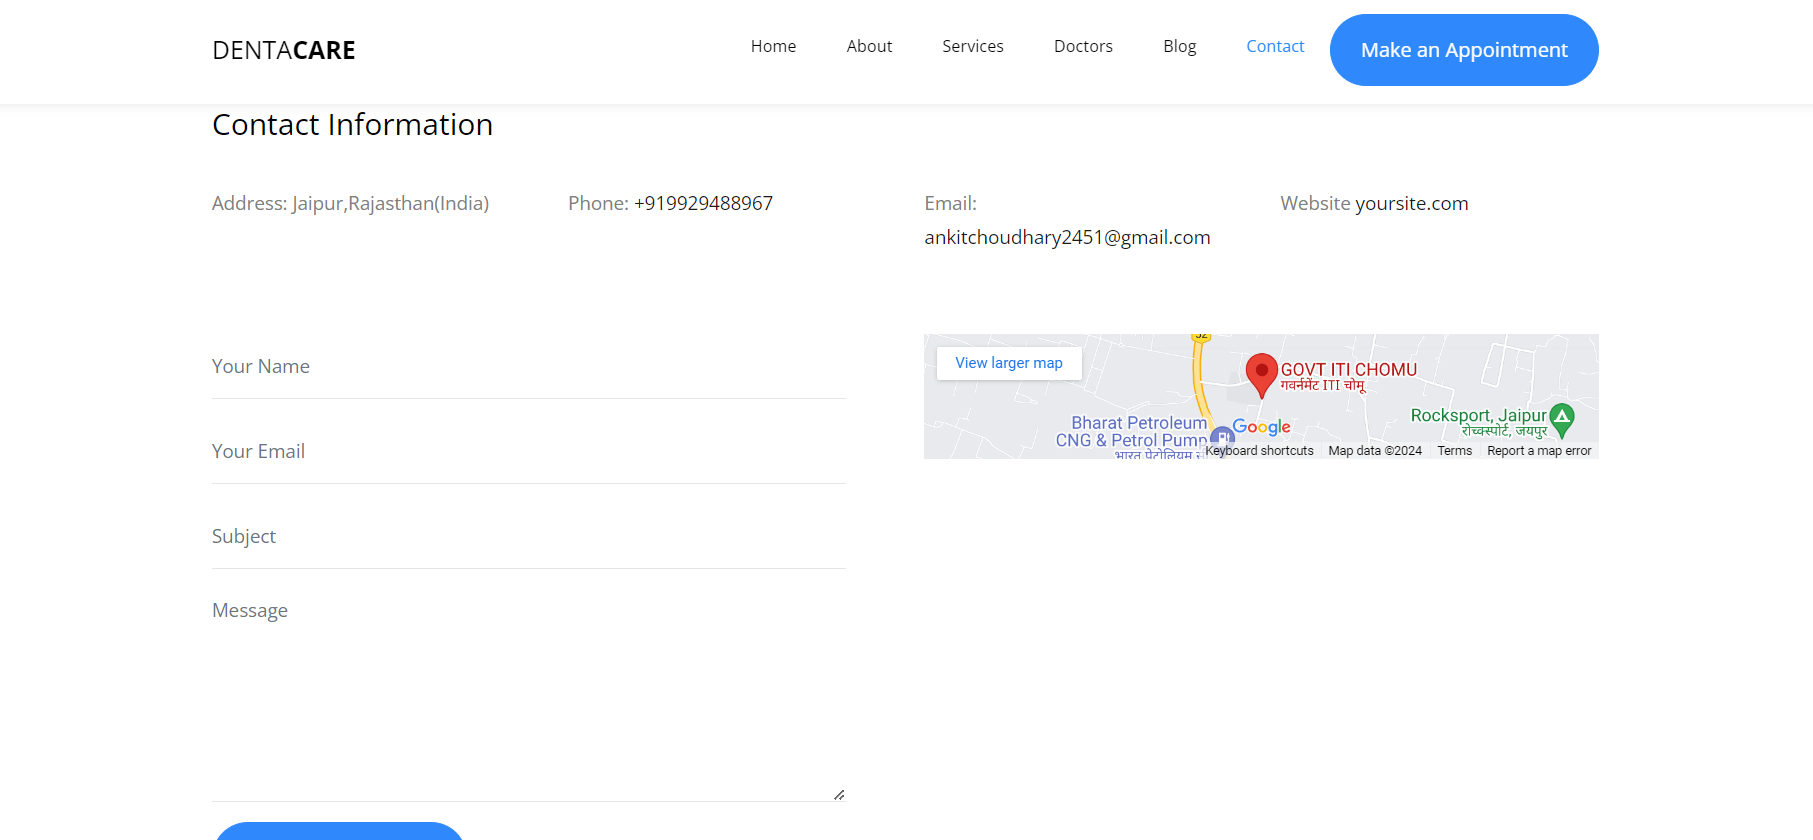 DENTACARE
Home About Services Doctors Blog Contact Make an Appointment
Contact Information
Address: Jaipur,Rajasthan(India)
Phone: +919929488967
Email:
ankitchoudhary2451@gmail.com
Website yoursite.com
Your Name
Your Email
Subject
Message
52
View larger map
GOVT ITI CHOMU
गवर्नमेंट ITI चोमू
Rocksport, Jaipur
रोच्क्स्पोर्ट, जयपुर
Bharat Petroleum
CNG & Petrol Pump
भारत पेट्रोलियम
Google
Keyboard shortcuts Map data ©2024 Terms Report a map error